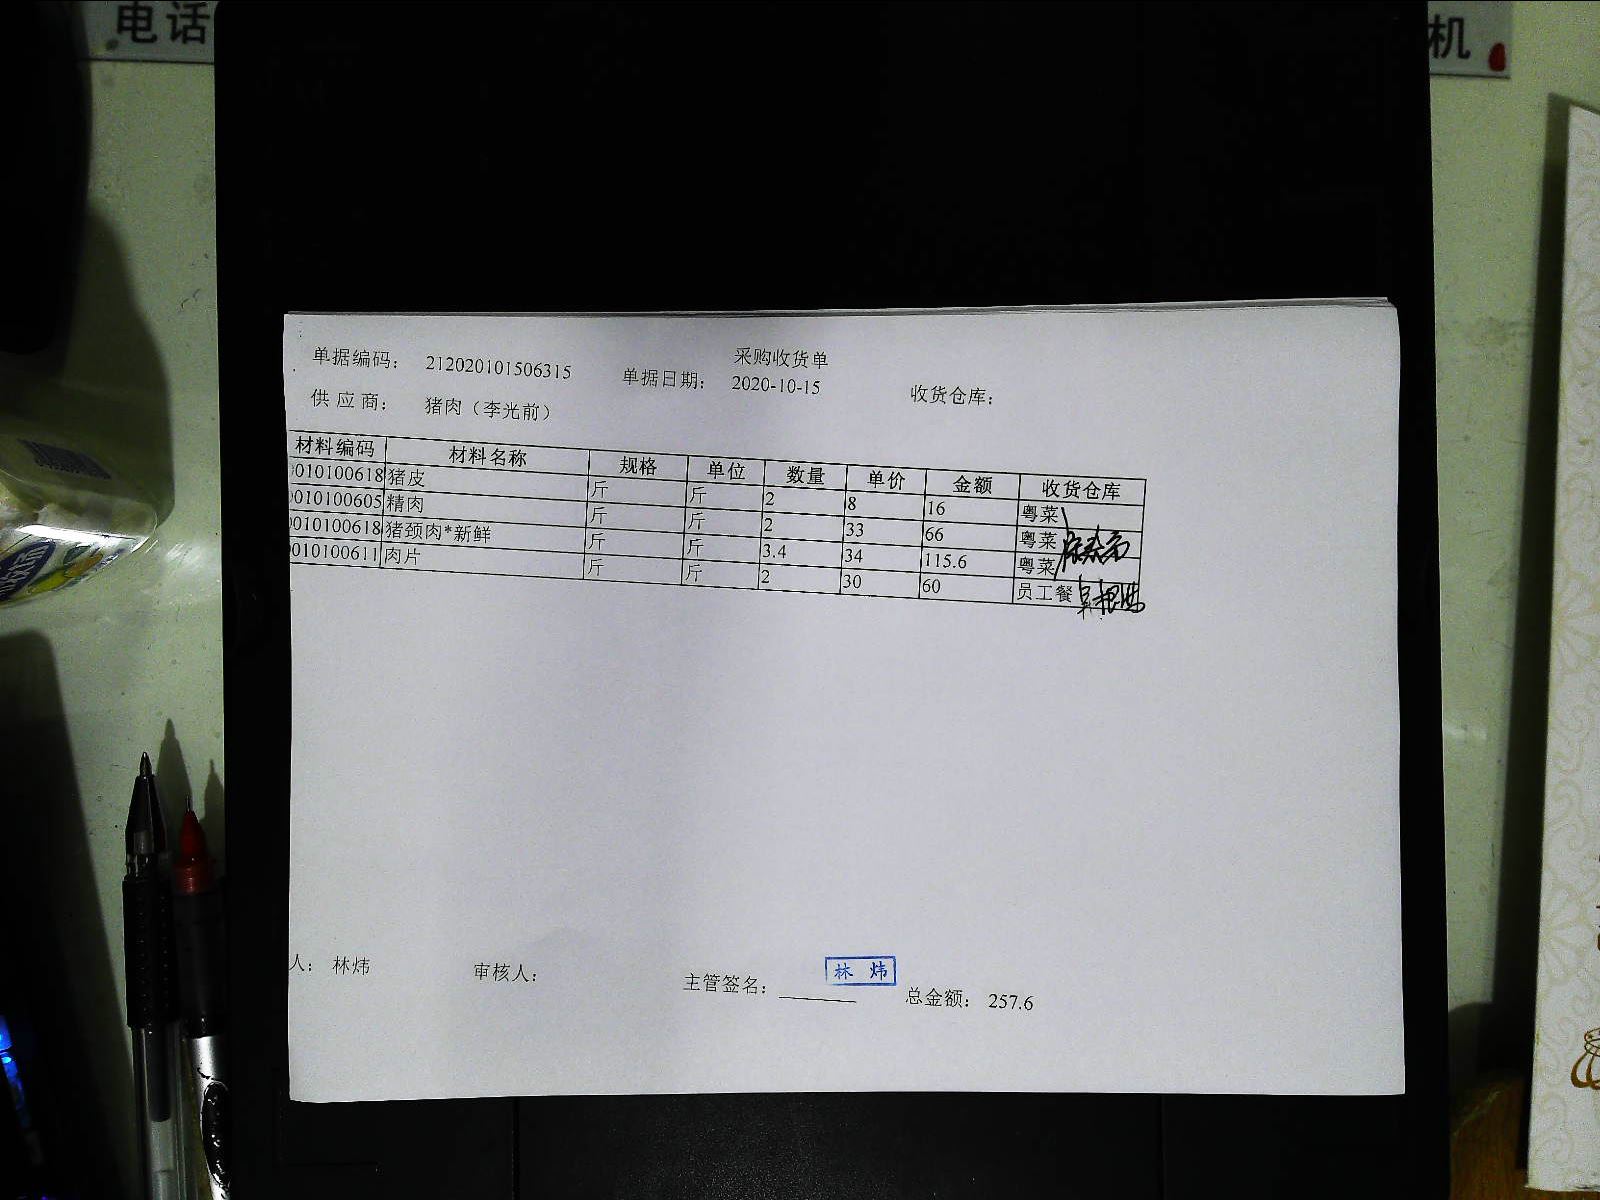 电话
机
采购收货单
单据编码： 212020101506315 单据日期： 2020-10-15 收货仓库：
供应商： 猪肉（李光前）
材料编码 材料名称 规格 单位 数量 单价 金额 收货仓库
010100618 猪皮 斤 斤 2 8 16 粤菜
010100605 精肉 斤 斤 2 33 66 粤菜
010100618 猪颈肉*新鲜 斤 斤 3.4 34 115.6 粤菜
010100611 肉片 斤 斤 2 30 60 员工餐
人： 林炜 审核人： 主管签名： 林炜 总金额： 257.6